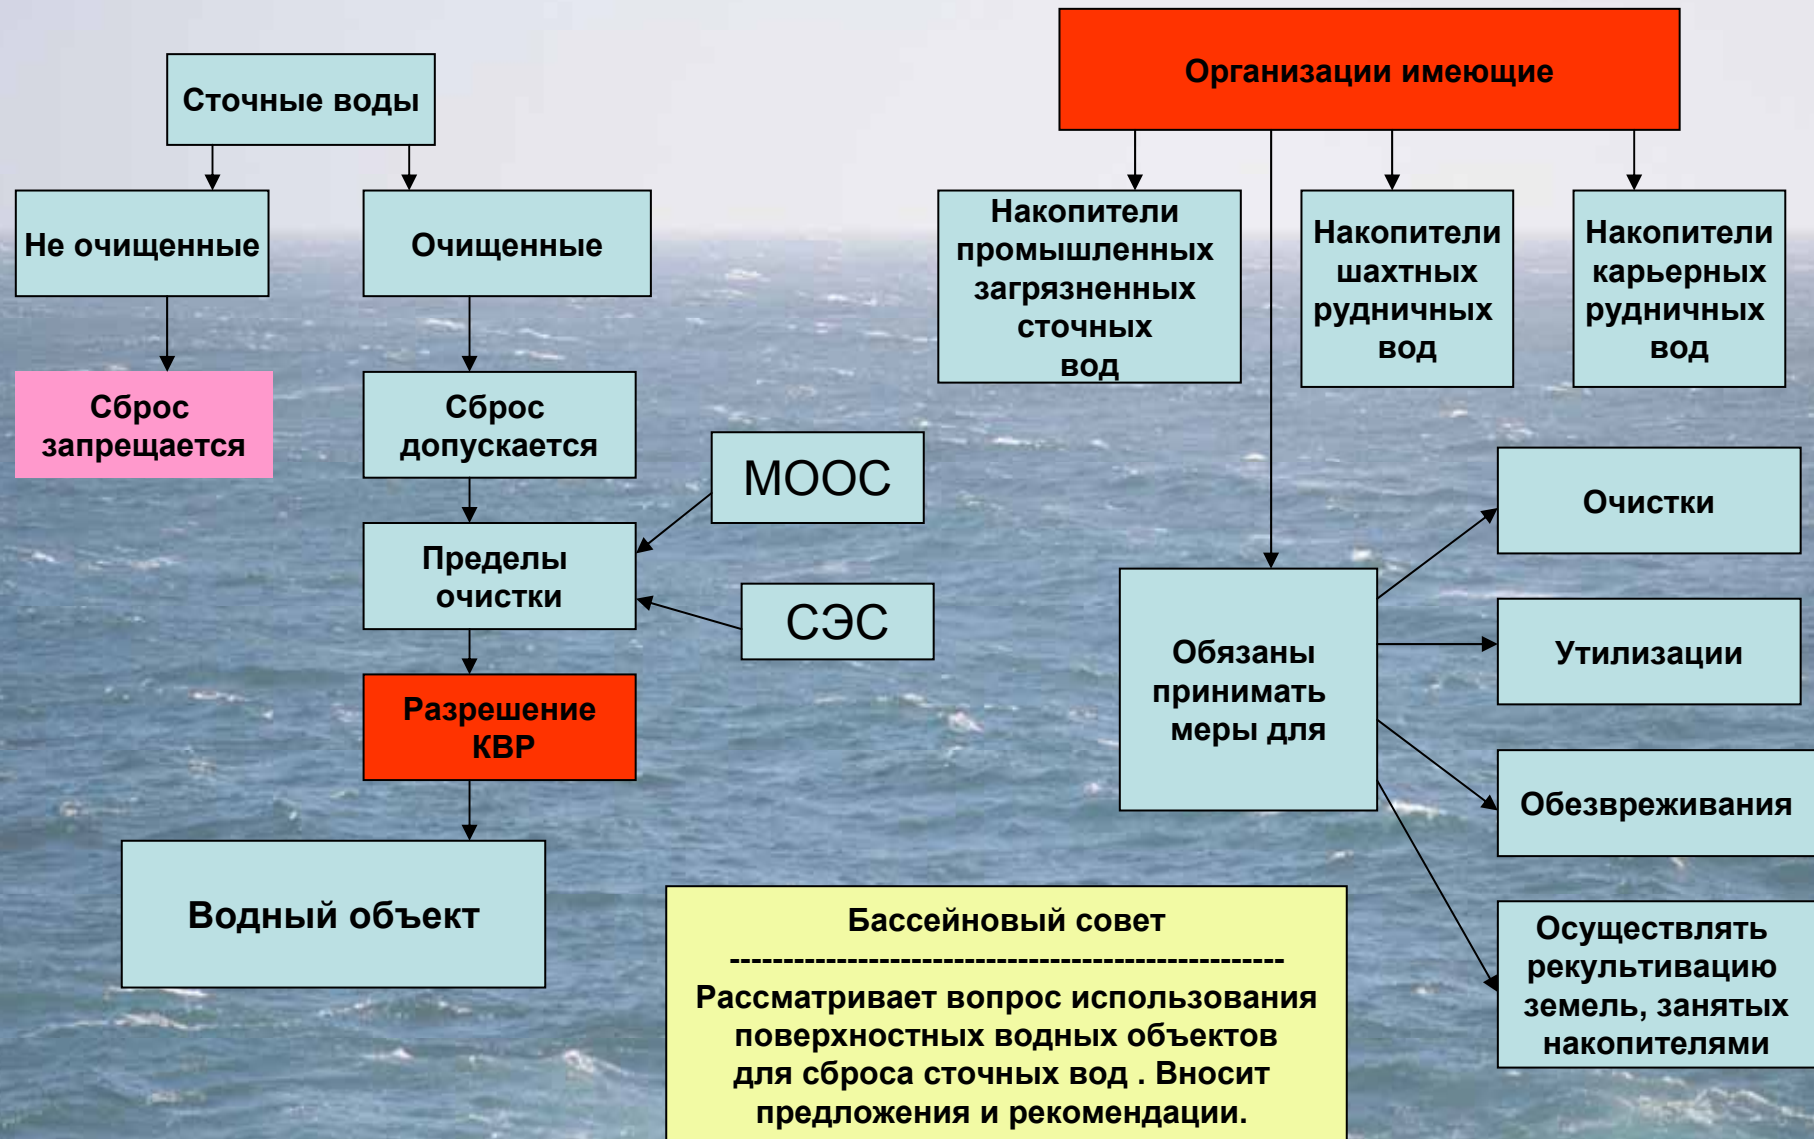 Сточные воды
Не очищенные
Очищенные
Сброс
запрещается
Сброс
допускается
МООС
Пределы
очистки
СЭС
Разрешение
КВР
Водный объект
Организации имеющие
Накопители
промышленных
загрязненных
сточных
вод
Накопители
шахтных
рудничных
вод
Накопители
карьерных
рудничных
вод
Обязаны
принимать
меры для
Очистки
Утилизации
Обезвреживания
Осуществлять
рекультивацию
земель, занятых
накопителями
Бассейновый совет
----------------------------------------------------
Рассматривает вопрос использования
поверхностных водных объектов
для сброса сточных вод . Вносит
предложения и рекомендации.